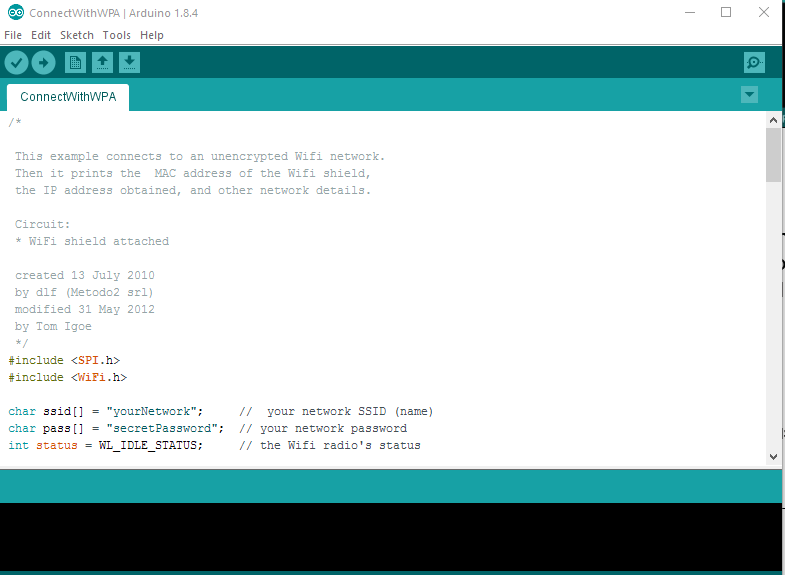 ConnectWithWPA | Arduino 1.8.4
File Edit Sketch Tools Help
ConnectWithWPA
/*
This example connects to an unencrypted Wifi network.
Then it prints the  MAC address of the Wifi shield,
the IP address obtained, and other network details.
Circuit:
* WiFi shield attached
created 13 July 2010
by dlf (Metodo2 srl)
modified 31 May 2012
by Tom Igoe
*/
#include <SPI.h>
#include <WiFi.h>
char ssid[] = "yourNetwork";     //  your network SSID (name)
char pass[] = "secretPassword";  // your network password
int status = WL_IDLE_STATUS;     // the Wifi radio's status